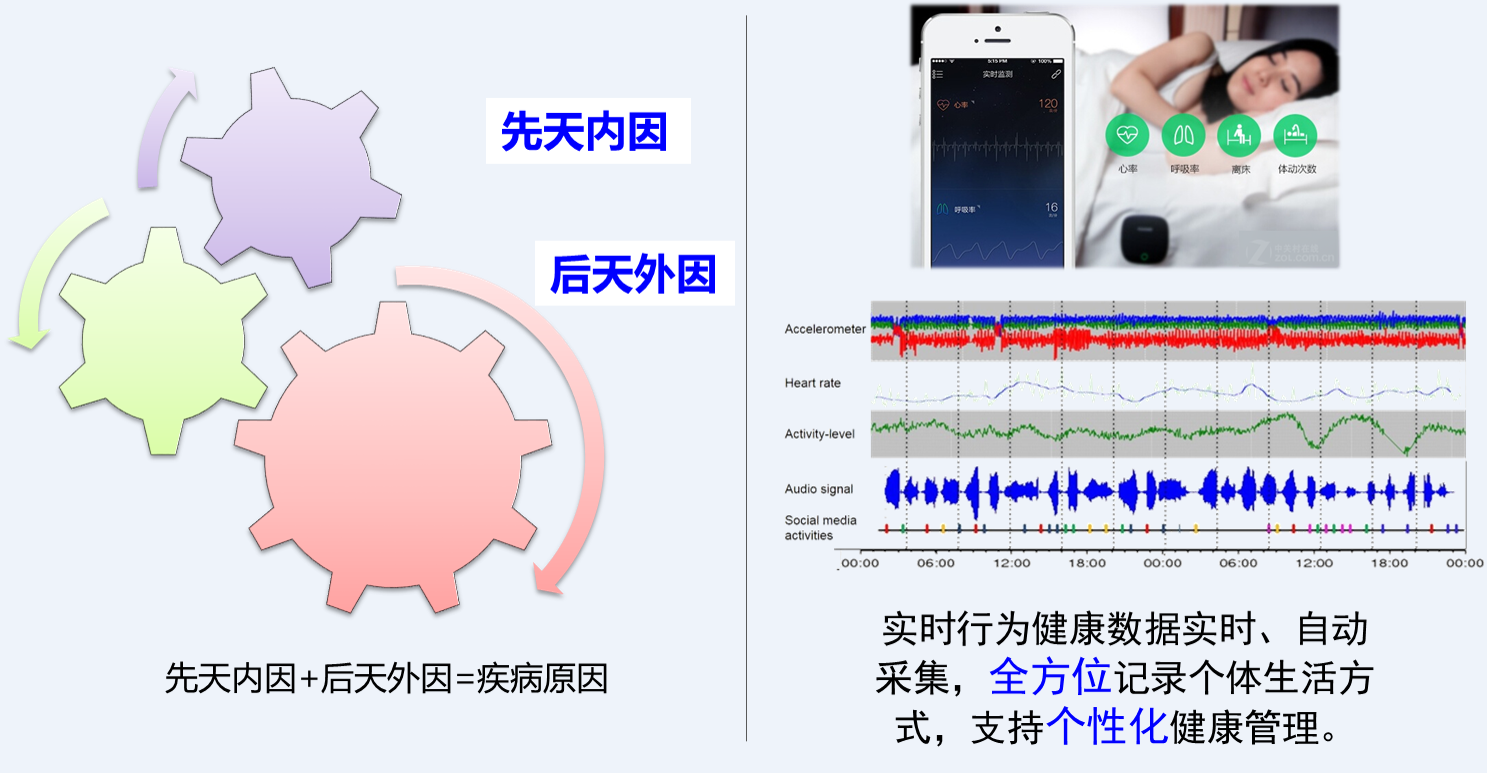 先天内因
后天外因
先天内因+后天外因=疾病原因
5:15 PM
100%
实时监测
心率
120
呼吸率
16
心率
呼吸率
离床
体动次数
zol.com.cn
Accelerometer
Heart rate
Activity-level
Audio signal
Social media
activities
00:00 06:00 12:00 18:00 00:00 06:00 12:00 18:00 00:00
实时行为健康数据实时、自动
采集，全方位记录个体生活方
式，支持个性化健康管理。